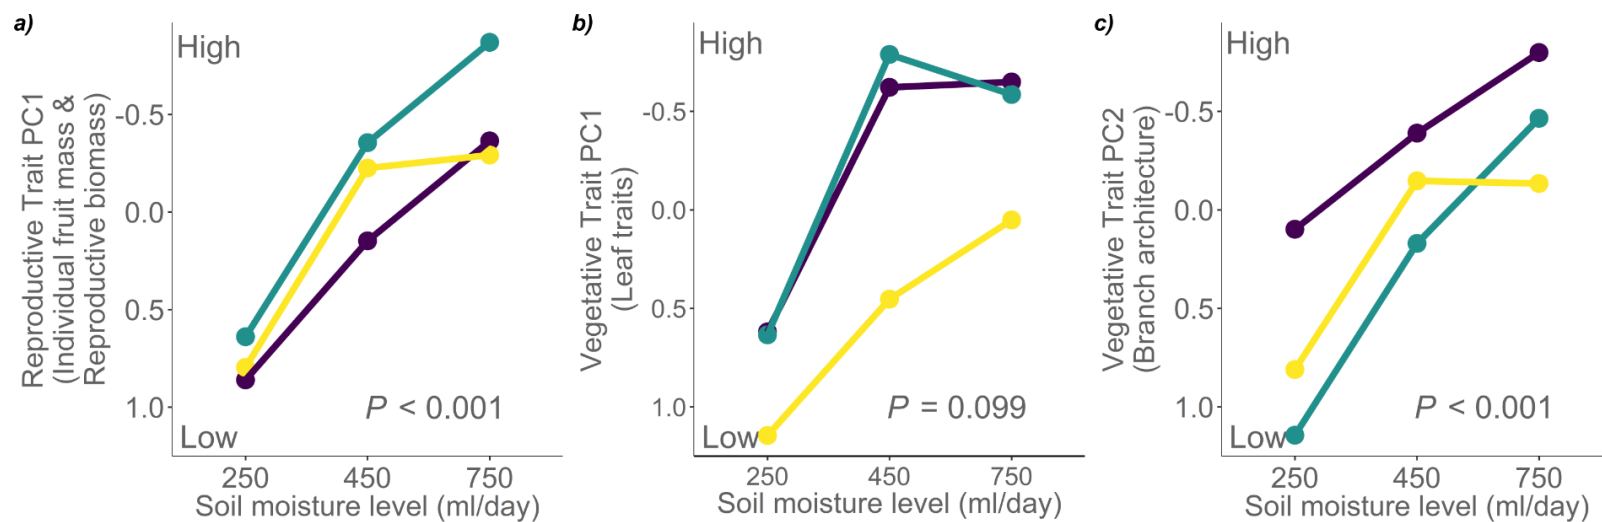 a)
High
Reproductive Trait PC1
(Individual fruit mass &
Reproductive biomass)
-0.5
0.0
0.5
1.0
P < 0.001
Low
250 450 750
Soil moisture level (ml/day)
b)
High
Vegetative Trait PC1
(Leaf traits)
-0.5
0.0
0.5
1.0
P = 0.099
Low
250 450 750
Soil moisture level (ml/day)
c)
High
Vegetative Trait PC2
(Branch architecture)
-0.5
0.0
0.5
1.0
P < 0.001
Low
250 450 750
Soil moisture level (ml/day)